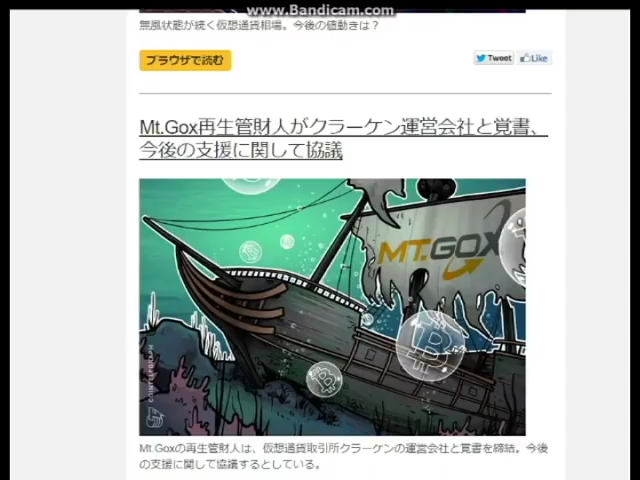 www.Bandicam.com
無風状態が続く仮想通貨相場。今後の値動きは？
ブラウザで読む
Tweet
Like
Mt.Gox再生管財人がクラーケン運営会社と覚書、
今後の支援に関して協議
MT.GOX
COINTELEGRAPH
Mt.Goxの再生管財人は、仮想通貨取引所クラーケンの運営会社と覚書を締結。今後
の支援に関して協議するとしている。